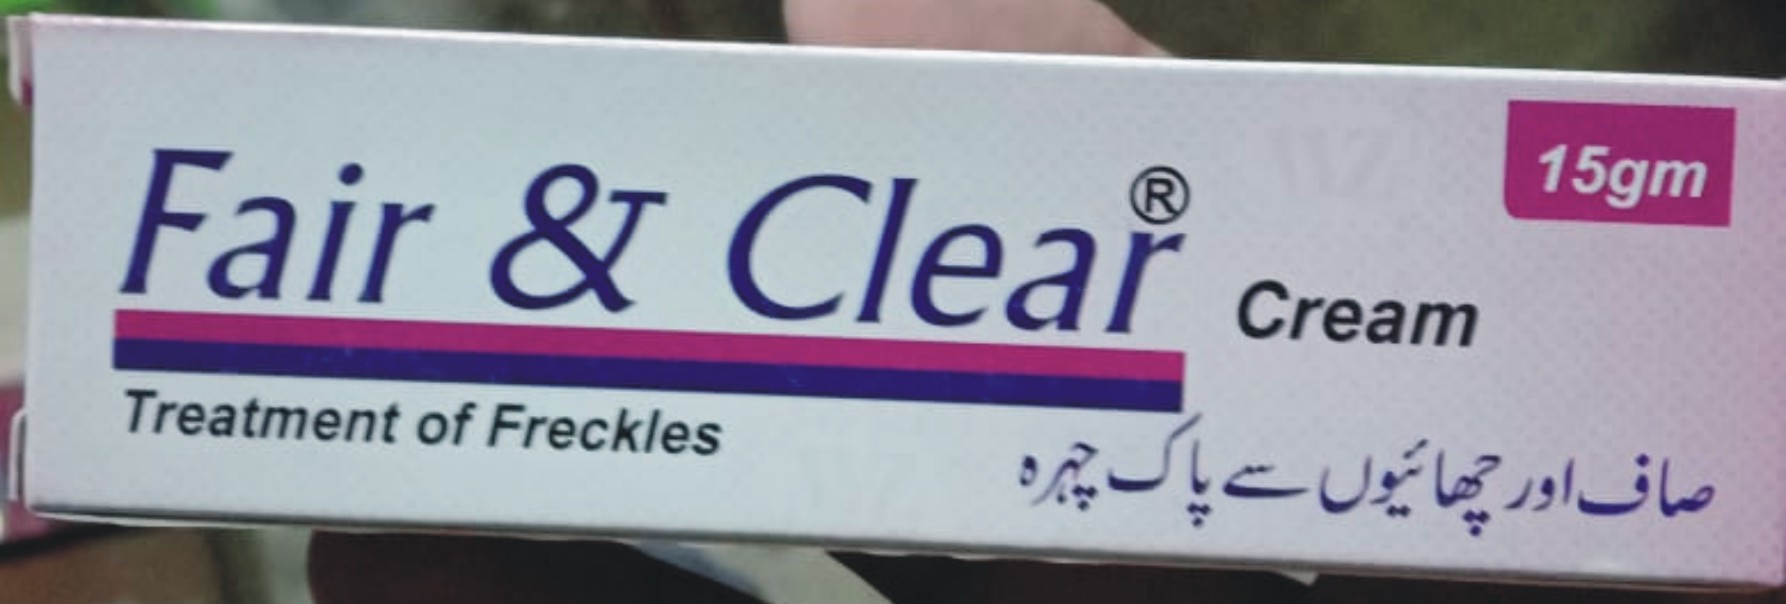 15gm
Fair & Clear® Cream
Treatment of Freckles
صاف اور چھائیوں سے پاک چہرہ